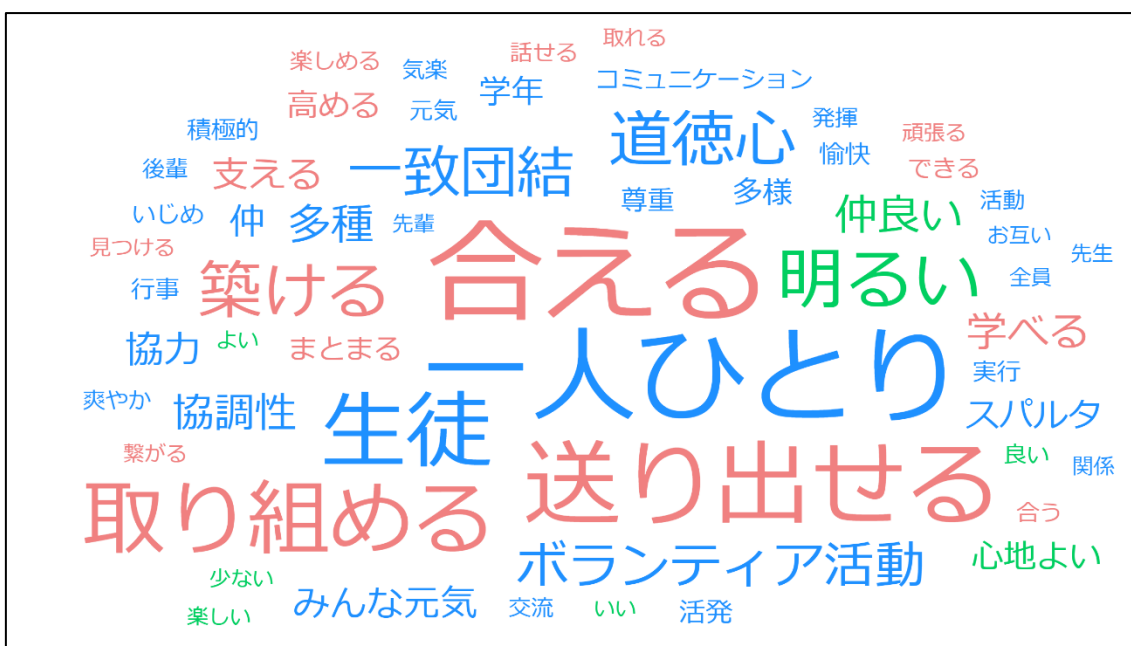 取れる
楽しめる 気楽 話せる コミュニケーション
高める 元気 学年 発揮 頑張る
積極的 一致団結 道徳心 愉快 できる
後輩 支える 尊重 多様 仲良い 活動
いじめ 仲 多種 先輩 お互い 先生
見つける 合える 明るい 全員
行事 築ける 学べる
協力 よい まとまる 一人ひとり 実行
爽やか 協調性 生徒 スパルタ
繋がる 送り出せる 良い 関係
取り組める 合う
少ない ボランティア活動 心地よい
楽しい みんな元気 交流 いい 活発